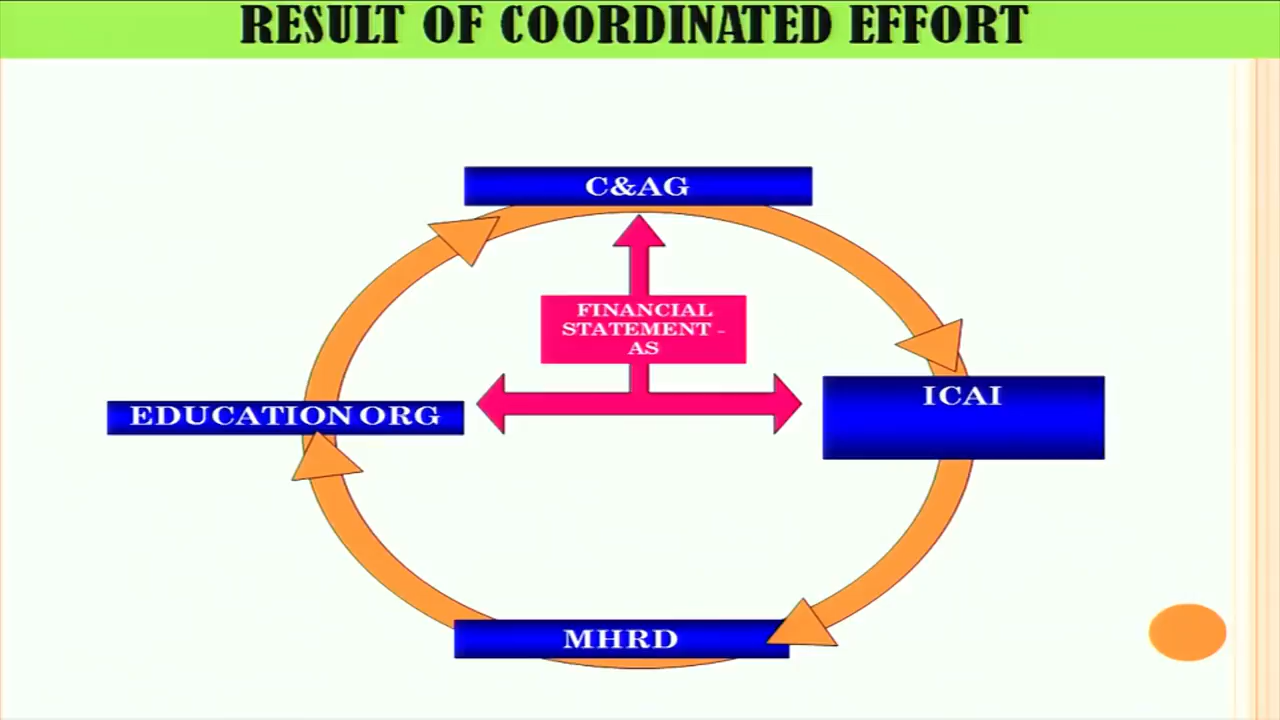 RESULT OF COORDINATED EFFORT
C&AG
FINANCIAL
STATEMENT -
AS
EDUCATION ORG
ICAI
MHRD